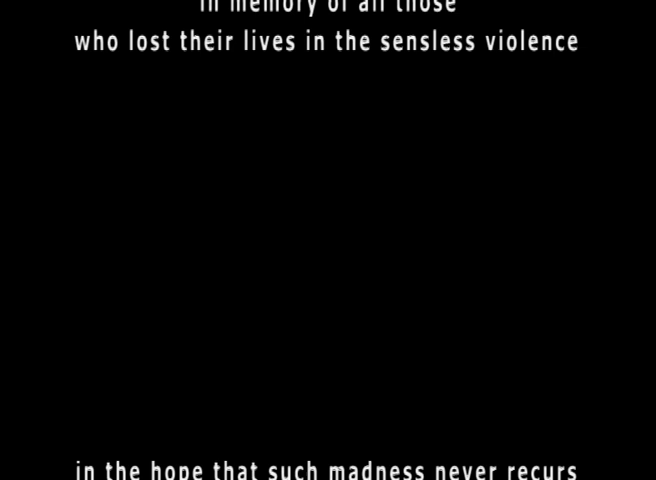 in memory of all those
who lost their lives in the sensless violence
in the hope that such madness never recurs